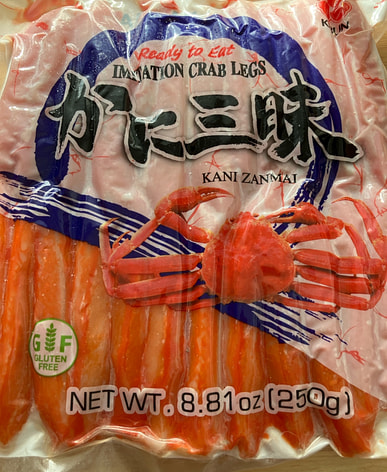 Ready to Eat
IMITATION CRAB LEGS
かに三昧
KANI ZANMAI
GF
GLUTEN
FREE
NET WT. 8.81oz (250g)